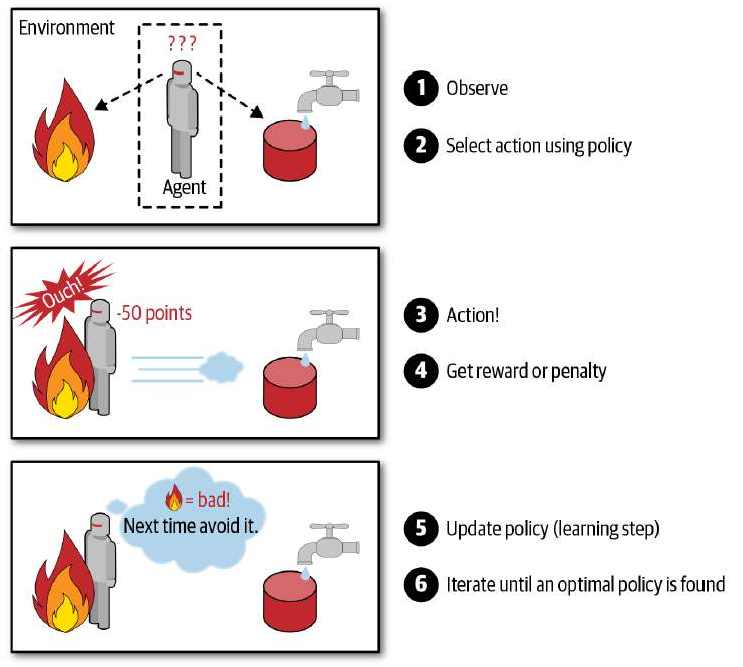 Environment
???
Agent
1 Observe
2 Select action using policy
Ouch!
-50 points
3 Action!
4 Get reward or penalty
= bad!
Next time avoid it.
5 Update policy (learning step)
6 Iterate until an optimal policy is found